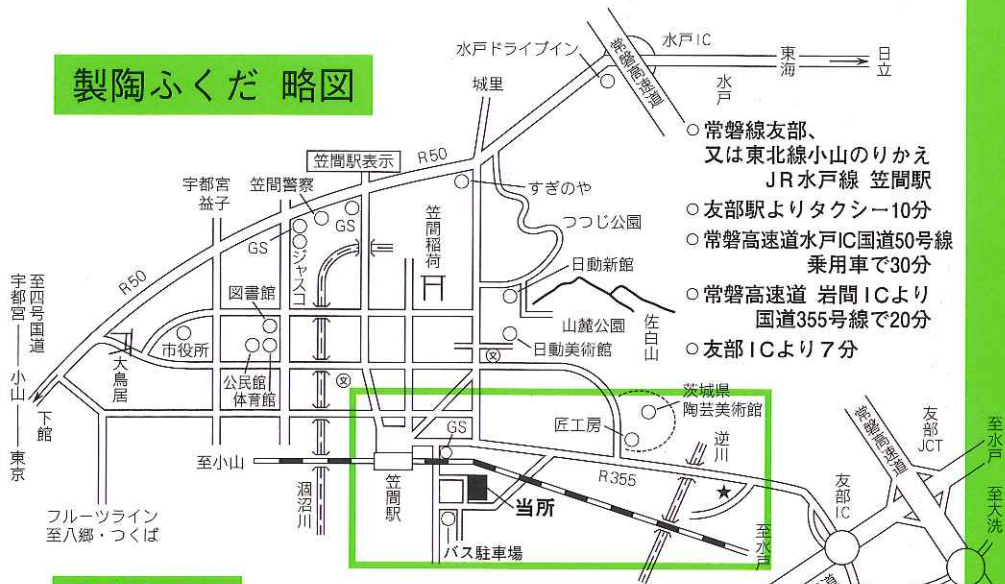 製陶ふくだ 略図
水戸ドライブイン
常磐高速道
水戸IC
東海
日立
水戸
城里
○常磐線友部、
又は東北線小山のりかえ
JR水戸線 笠間駅
○友部駅よりタクシー10分
○常磐高速道水戸IC国道50号線
乗用車で30分
○常磐高速道 岩間ICより
国道355号線で20分
○友部ICより7分
笠間駅表示
R50
宇都宮
益子
笠間警察
GS
GS
ジャスコ
すぎのや
笠間稲荷
つつじ公園
R50
図書館
日動新館
山麓公園
佐白山
日動美術館
至四号国道
宇都宮―小山―東京
下館
大鳥居
市役所
公民館
体育館
文
文
茨城県
陶芸美術館
匠工房
逆川
GS
至小山
笠間駅
R355
涸沼川
当所
バス駐車場
至水戸
フルーツライン
至八郷・つくば
常磐高速道
友部
JCT
至水戸
至大洗
友部
IC
★